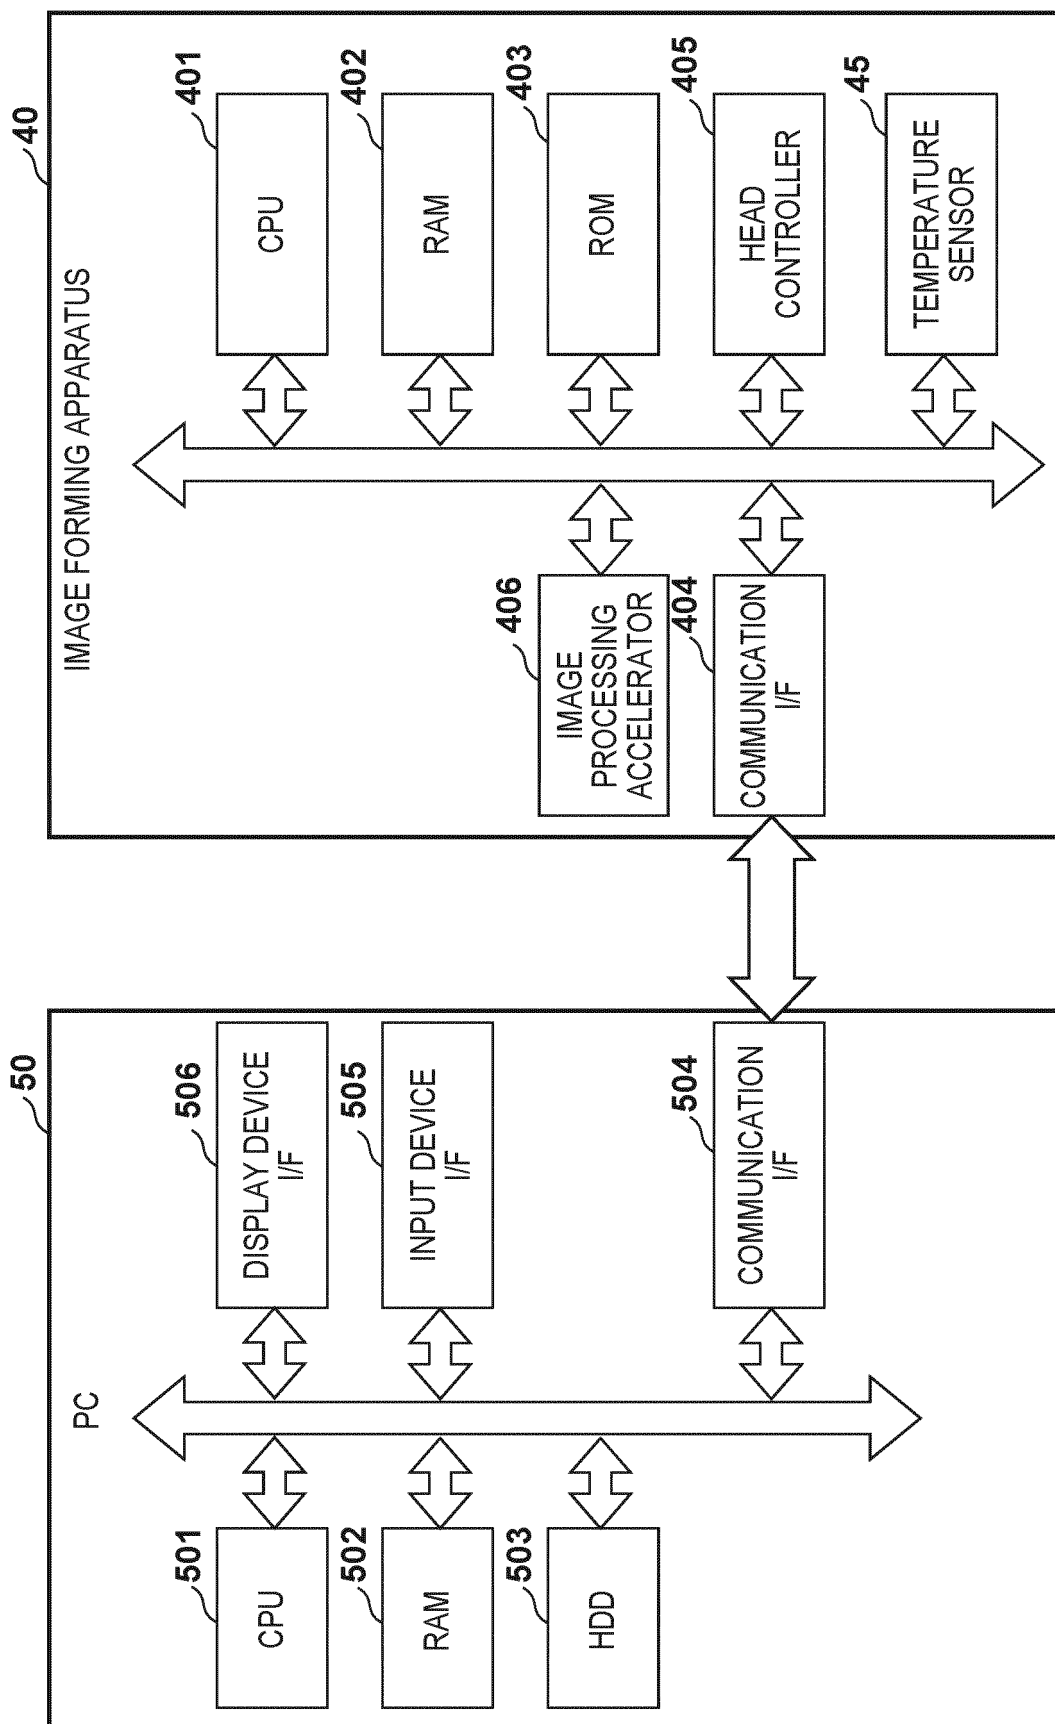 50
PC
501
CPU
502
RAM
503
HDD
506
DISPLAY DEVICE
I/F
505
INPUT DEVICE
I/F
504
COMMUNICATION
I/F
40
IMAGE FORMING APPARATUS
406
IMAGE
PROCESSING
ACCELERATOR
404
COMMUNICATION
I/F
401
CPU
402
RAM
403
ROM
405
HEAD
CONTROLLER
45
TEMPERATURE
SENSOR